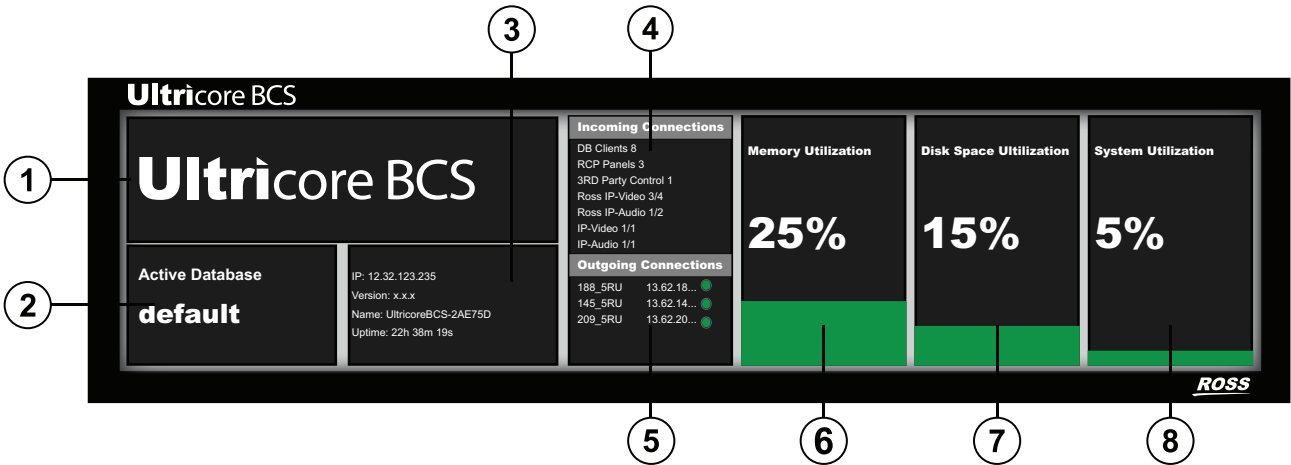 3
4
Ultricore BCS
1
Ultricore BCS
2
Active Database
default
IP: 12.32.123.235
Version: x.x.x
Name: UltricoreBCS-2AE75D
Uptime: 22h 38m 19s
Incoming Connections
DB Clients 8
RCP Panels 3
3RD Party Control 1
Ross IP-Video 3/4
Ross IP-Audio 1/2
IP-Video 1/1
IP-Audio 1/1
Outgoing Connections
188_5RU 13.62.18...
145_5RU 13.62.14...
209_5RU 13.62.20...
Memory Utilization
25%
Disk Space Ultilization
15%
System Utilization
5%
ROSS
5
6
7
8